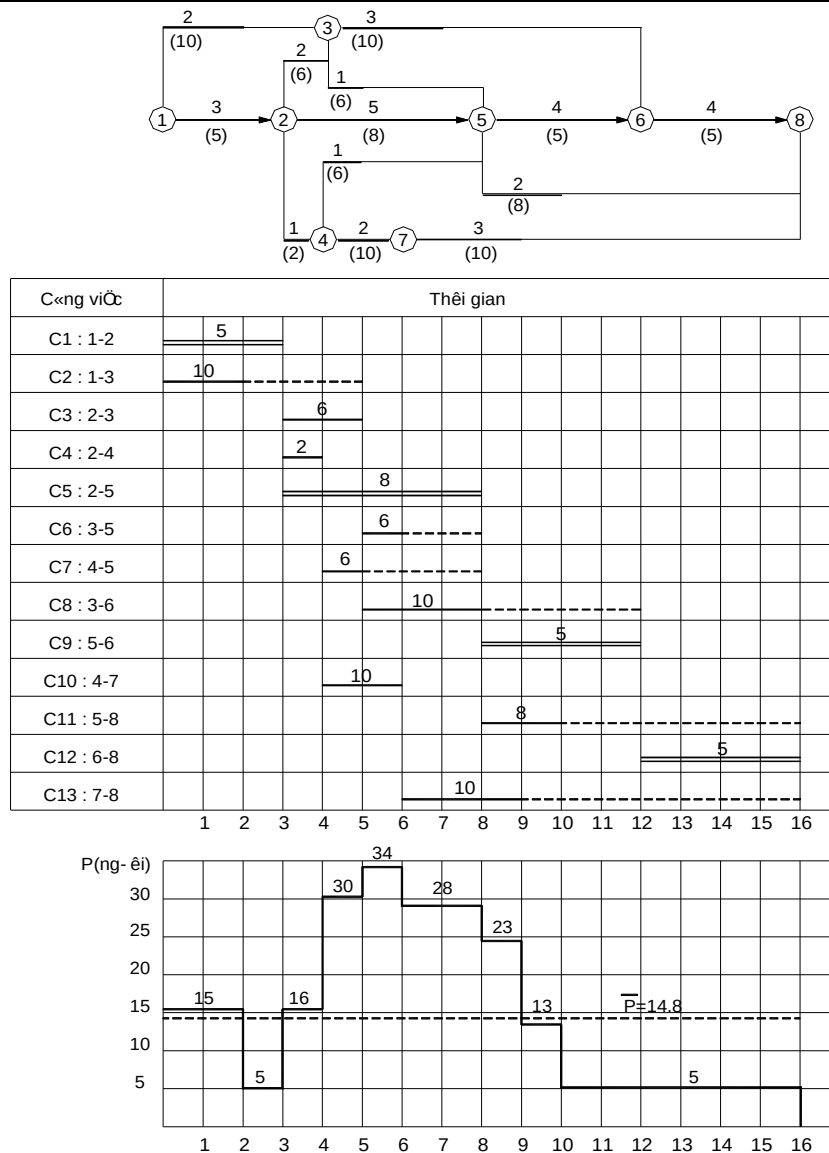 2 3
(10) 3 (10)
2
(6) 1
(6)
1 3 2 5 5 4 6 4 8
(5) (8) (5) (5)
1
(6) 2
(8)
1 4 2 7 3
(2) (10) (10)
C«ng viÖc Thêi gian
C1 : 1-2 5
C2 : 1-3 10
C3 : 2-3 6
C4 : 2-4 2
C5 : 2-5 8
C6 : 3-5 6
C7 : 4-5 6
C8 : 3-6 10
C9 : 5-6 5
C10 : 4-7 10
C11 : 5-8 8
C12 : 6-8 5
C13 : 7-8 10
1 2 3 4 5 6 7 8 9 10 11 12 13 14 15 16
P(ng- êi) 34
30 30 28
25 23
20
15 15 16 13 P=14.8
10
5 5 5
1 2 3 4 5 6 7 8 9 10 11 12 13 14 15 16